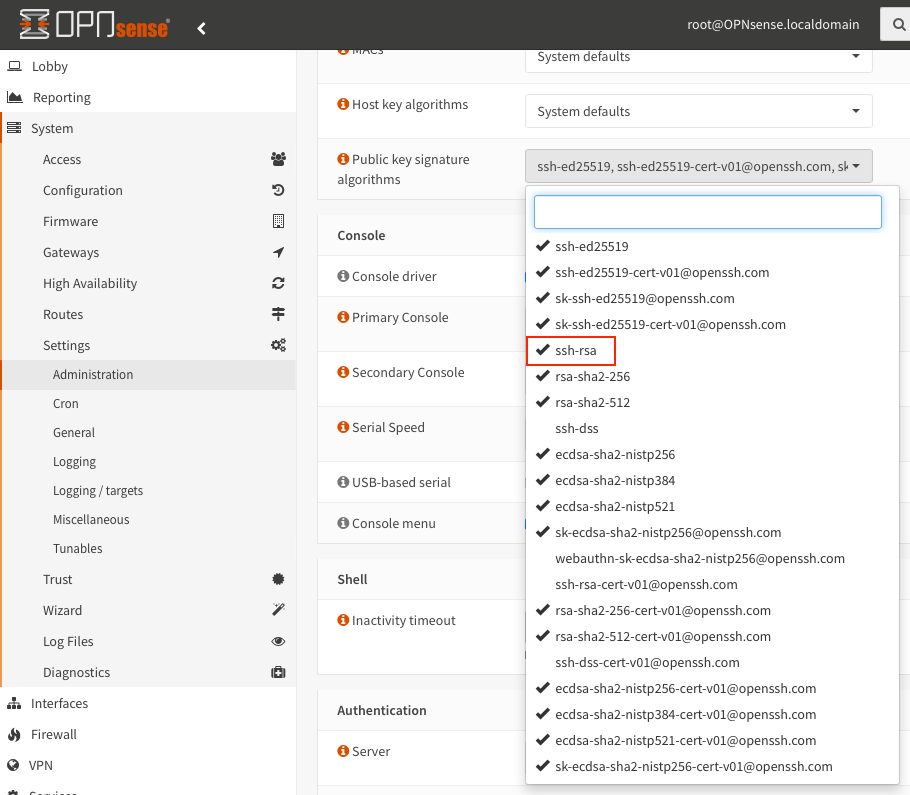 OPNsense
root@OPNsense.localdomain
Lobby
Reporting
System
Access
Configuration
Firmware
Gateways
High Availability
Routes
Settings
Administration
Cron
General
Logging
Logging / targets
Miscellaneous
Tunables
Trust
Wizard
Log Files
Diagnostics
Interfaces
Firewall
VPN
Services
MACs
System defaults
Host key algorithms
System defaults
Public key signature
algorithms
ssh-ed25519, ssh-ed25519-cert-v01@openssh.com, sk
ssh-ed25519
ssh-ed25519-cert-v01@openssh.com
sk-ssh-ed25519@openssh.com
sk-ssh-ed25519-cert-v01@openssh.com
ssh-rsa
rsa-sha2-256
rsa-sha2-512
ssh-dss
ecdsa-sha2-nistp256
ecdsa-sha2-nistp384
ecdsa-sha2-nistp521
sk-ecdsa-sha2-nistp256@openssh.com
webauthn-sk-ecdsa-sha2-nistp256@openssh.com
ssh-rsa-cert-v01@openssh.com
rsa-sha2-256-cert-v01@openssh.com
rsa-sha2-512-cert-v01@openssh.com
ssh-dss-cert-v01@openssh.com
ecdsa-sha2-nistp256-cert-v01@openssh.com
ecdsa-sha2-nistp384-cert-v01@openssh.com
ecdsa-sha2-nistp521-cert-v01@openssh.com
sk-ecdsa-sha2-nistp256-cert-v01@openssh.com
Console
Console driver
Primary Console
Secondary Console
Serial Speed
USB-based serial
Console menu
Shell
Inactivity timeout
Authentication
Server